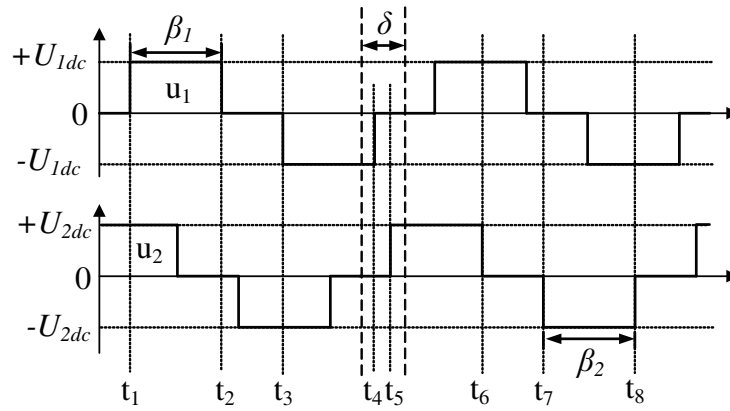 β₁ δ
+U₁dc
u₁
0
-U₁dc
+U₂dc
u₂
0
-U₂dc
β₂
t₁ t₂ t₃ t₄ t₅ t₆ t₇ t₈